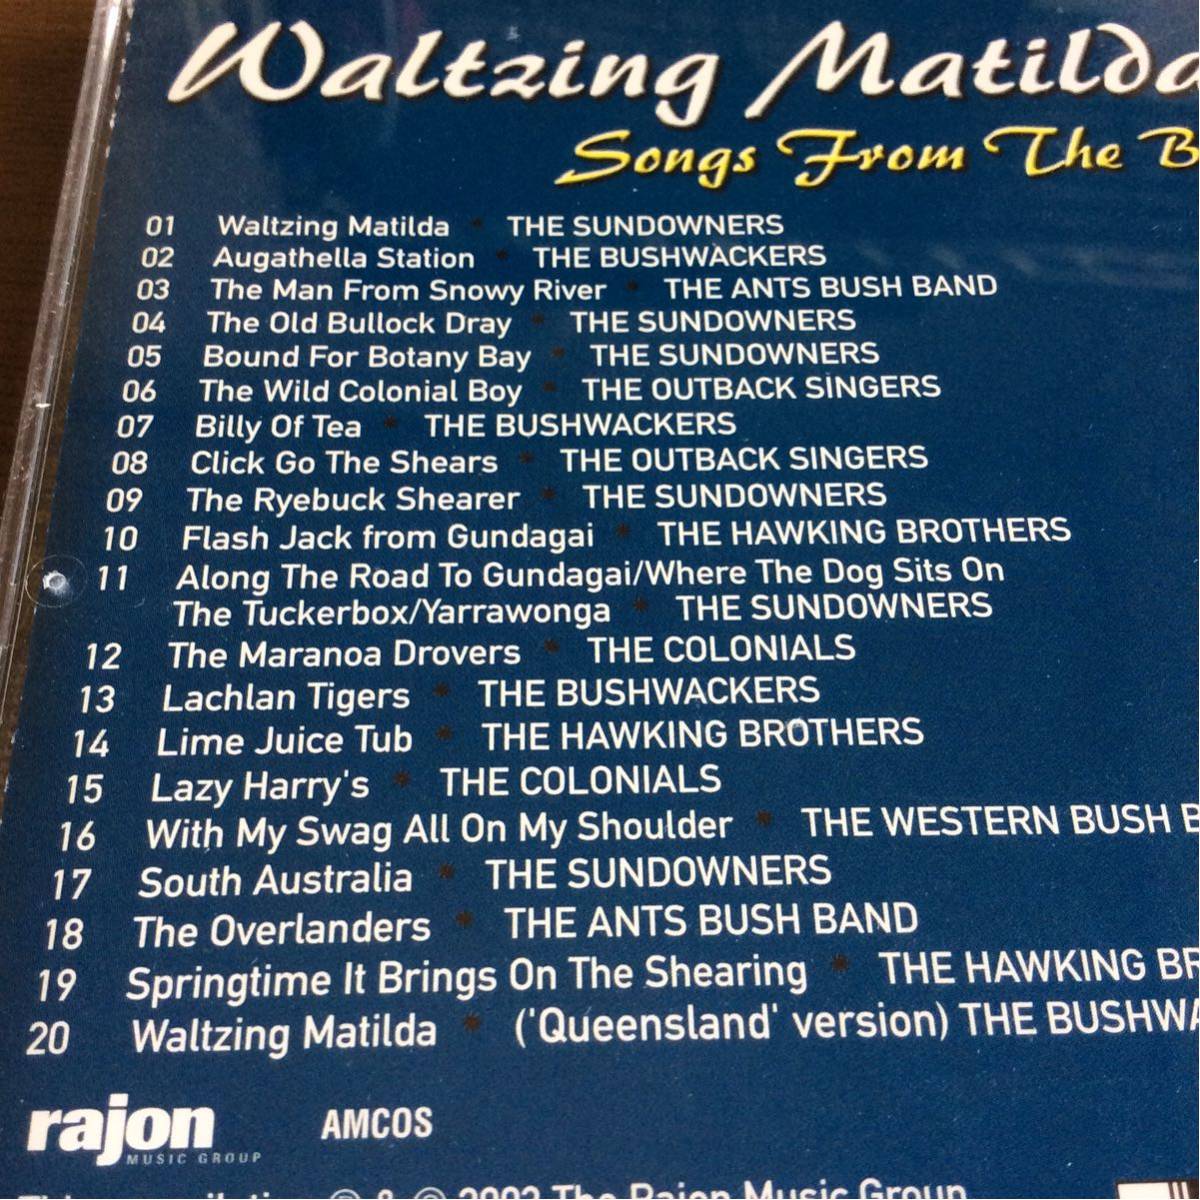 Waltzing Matilda
Songs From The
01 Waltzing Matilda * THE SUNDOWNERS
02 Augathella Station * THE BUSHWACKERS
03 The Man From Snowy River * THE ANTS BUSH BAND
04 The Old Bullock Dray * THE SUNDOWNERS
05 Bound For Botany Bay * THE SUNDOWNERS
06 The Wild Colonial Boy * THE OUTBACK SINGERS
07 Billy Of Tea * THE BUSHWACKERS
08 Click Go The Shears * THE OUTBACK SINGERS
09 The Ryebuck Shearer * THE SUNDOWNERS
10 Flash Jack from Gundagai * THE HAWKING BROTHERS
11 Along The Road To Gundagai/Where The Dog Sits On
The Tuckerbox/Yarrawonga * THE SUNDOWNERS
12 The Maranoa Drovers * THE COLONIALS
13 Lachlan Tigers * THE BUSHWACKERS
14 Lime Juice Tub * THE HAWKING BROTHERS
15 Lazy Harry's * THE COLONIALS
16 With My Swag All On My Shoulder * THE WESTERN BUSH
17 South Australia * THE SUNDOWNERS
18 The Overlanders * THE ANTS BUSH BAND
19 Springtime It Brings On The Shearing * THE HAWKING
20 Waltzing Matilda * ('Queensland' version) THE
rajon
MUSIC GROUP
AMCOS
The Rajon Music Group